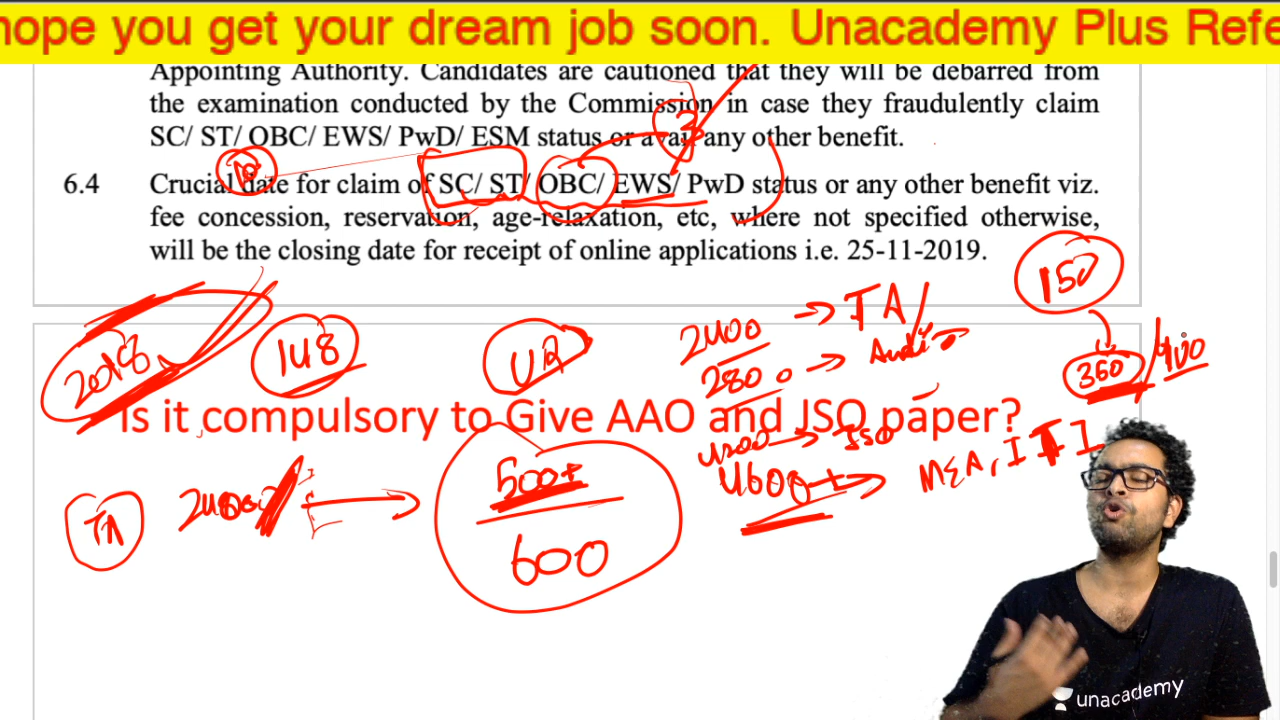 hope you get your dream job soon. Unacademy Plus Refe
Appointing Authority. Candidates are cautioned that they will be debarred from
the examination conducted by the Commission in case they fraudulently claim
SC/ ST/ OBC/ EWS/ PwD/ ESM status or avail any other benefit.
3
10
6.4 Crucial date for claim of SC/ ST/ OBC/ EWS/ PwD status or any other benefit viz.
fee concession, reservation, age-relaxation, etc, where not specified otherwise,
will be the closing date for receipt of online applications i.e. 25-11-2019.
150
2018 148 UR 2400 → TA/
2800 → Auditor
360 / 400
Is it compulsory to Give AAO and JSO paper?
4200 → JSO
4600+ → MEA, III
TA 2400 → 500+
600
unacademy